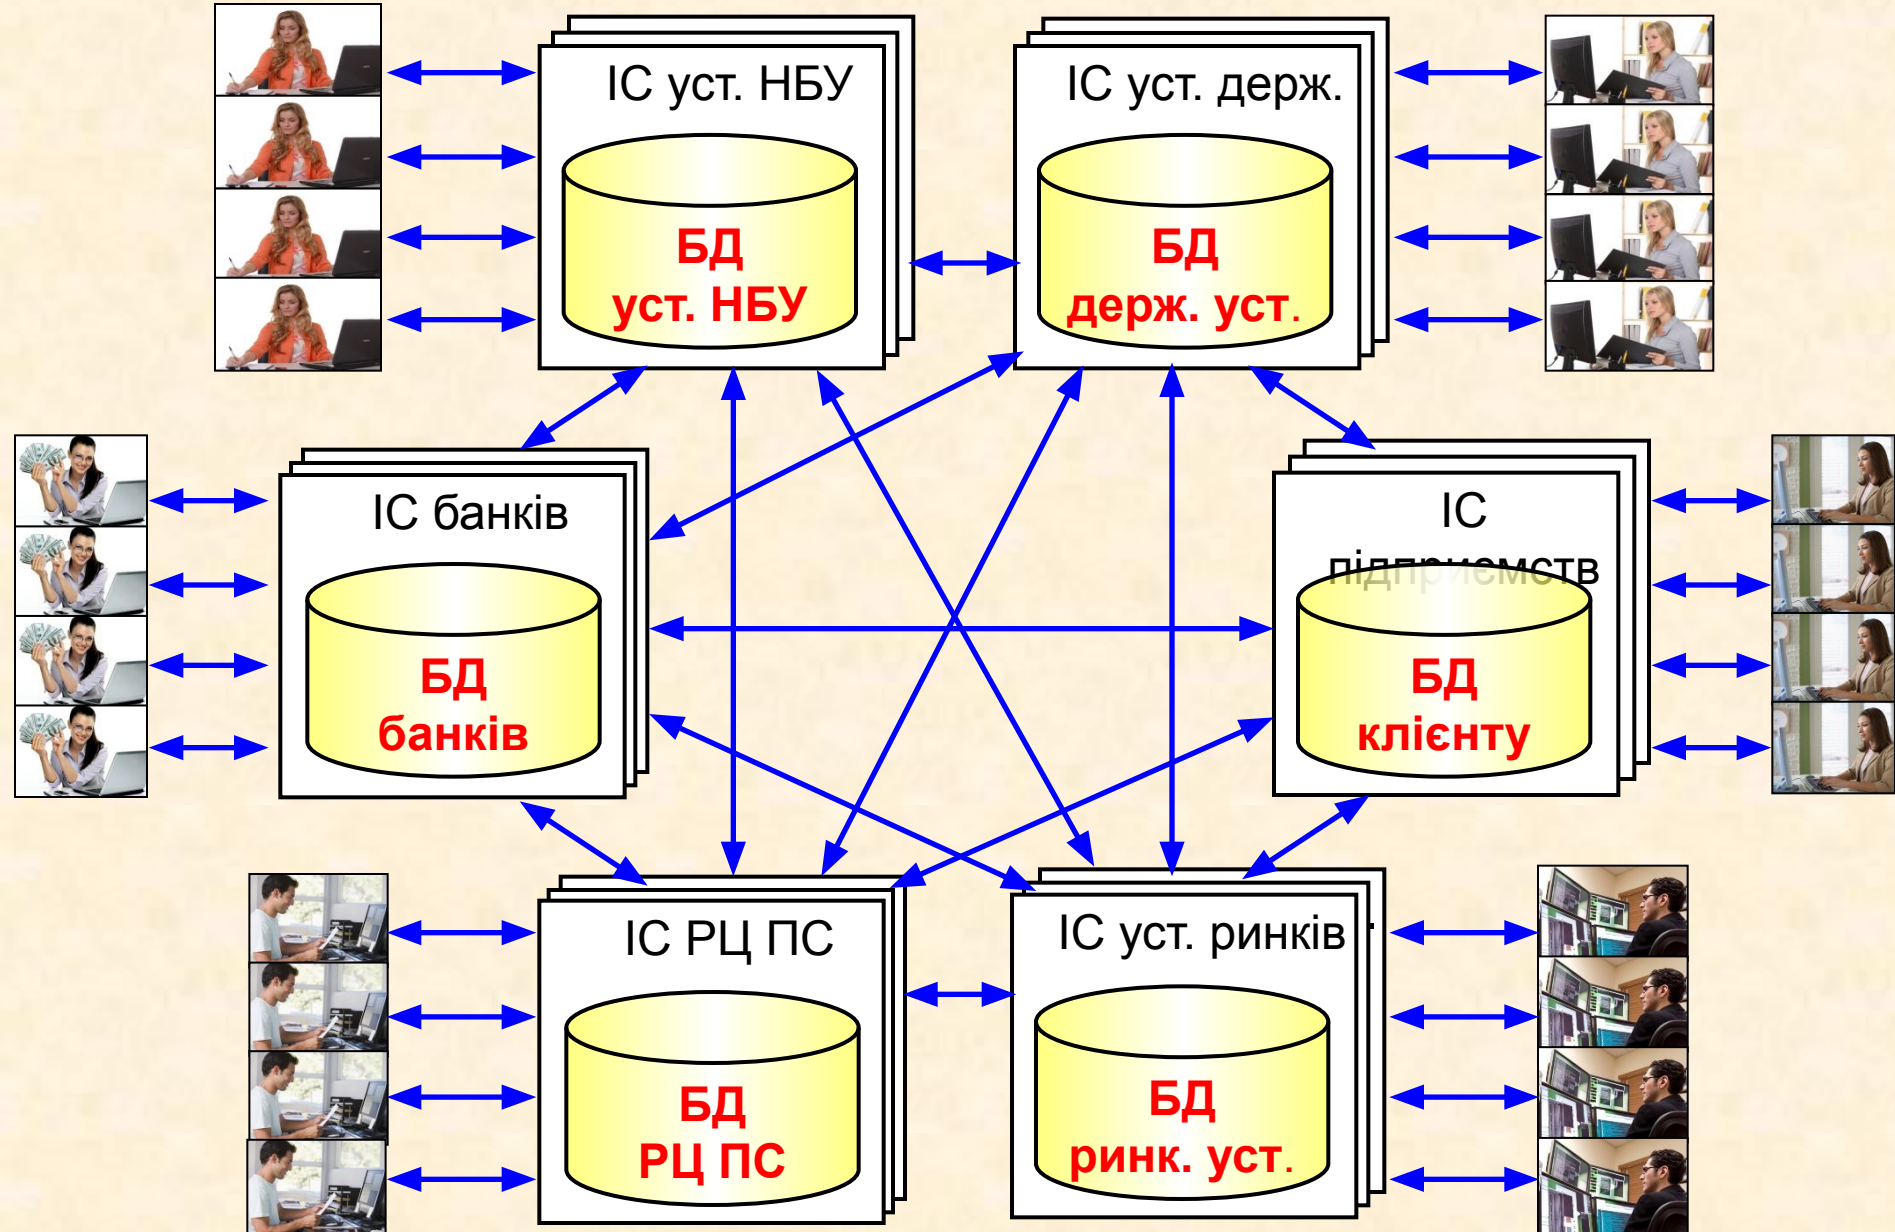 ІС уст. НБУ
БД
уст. НБУ
ІС уст. держ.
БД
держ. уст.
ІС банків
БД
банків
ІС
підприємств
БД
клієнту
ІС РЦ ПС
БД
РЦ ПС
ІС уст. ринків
БД
ринк. уст.